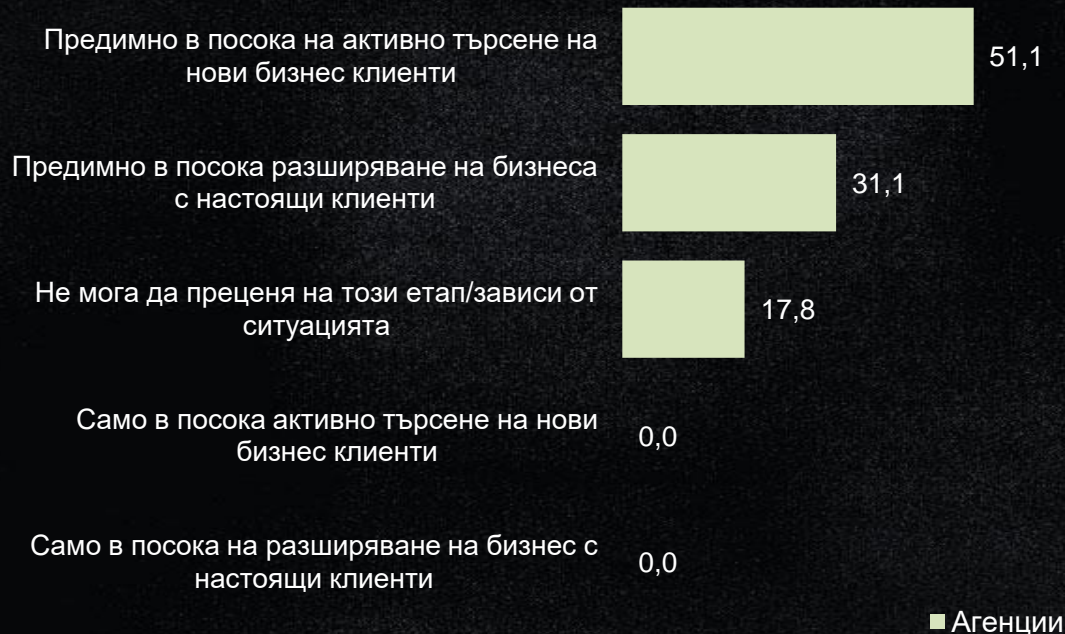 Предимно в посока на активно търсене на
нови бизнес клиенти
51,1
Предимно в посока разширяване на бизнеса
с настоящи клиенти
31,1
Не мога да преценя на този етап/зависи от
ситуацията
17,8
Само в посока активно търсене на нови
бизнес клиенти
0,0
Само в посока на разширяване на бизнес с
настоящи клиенти
0,0
Агенции